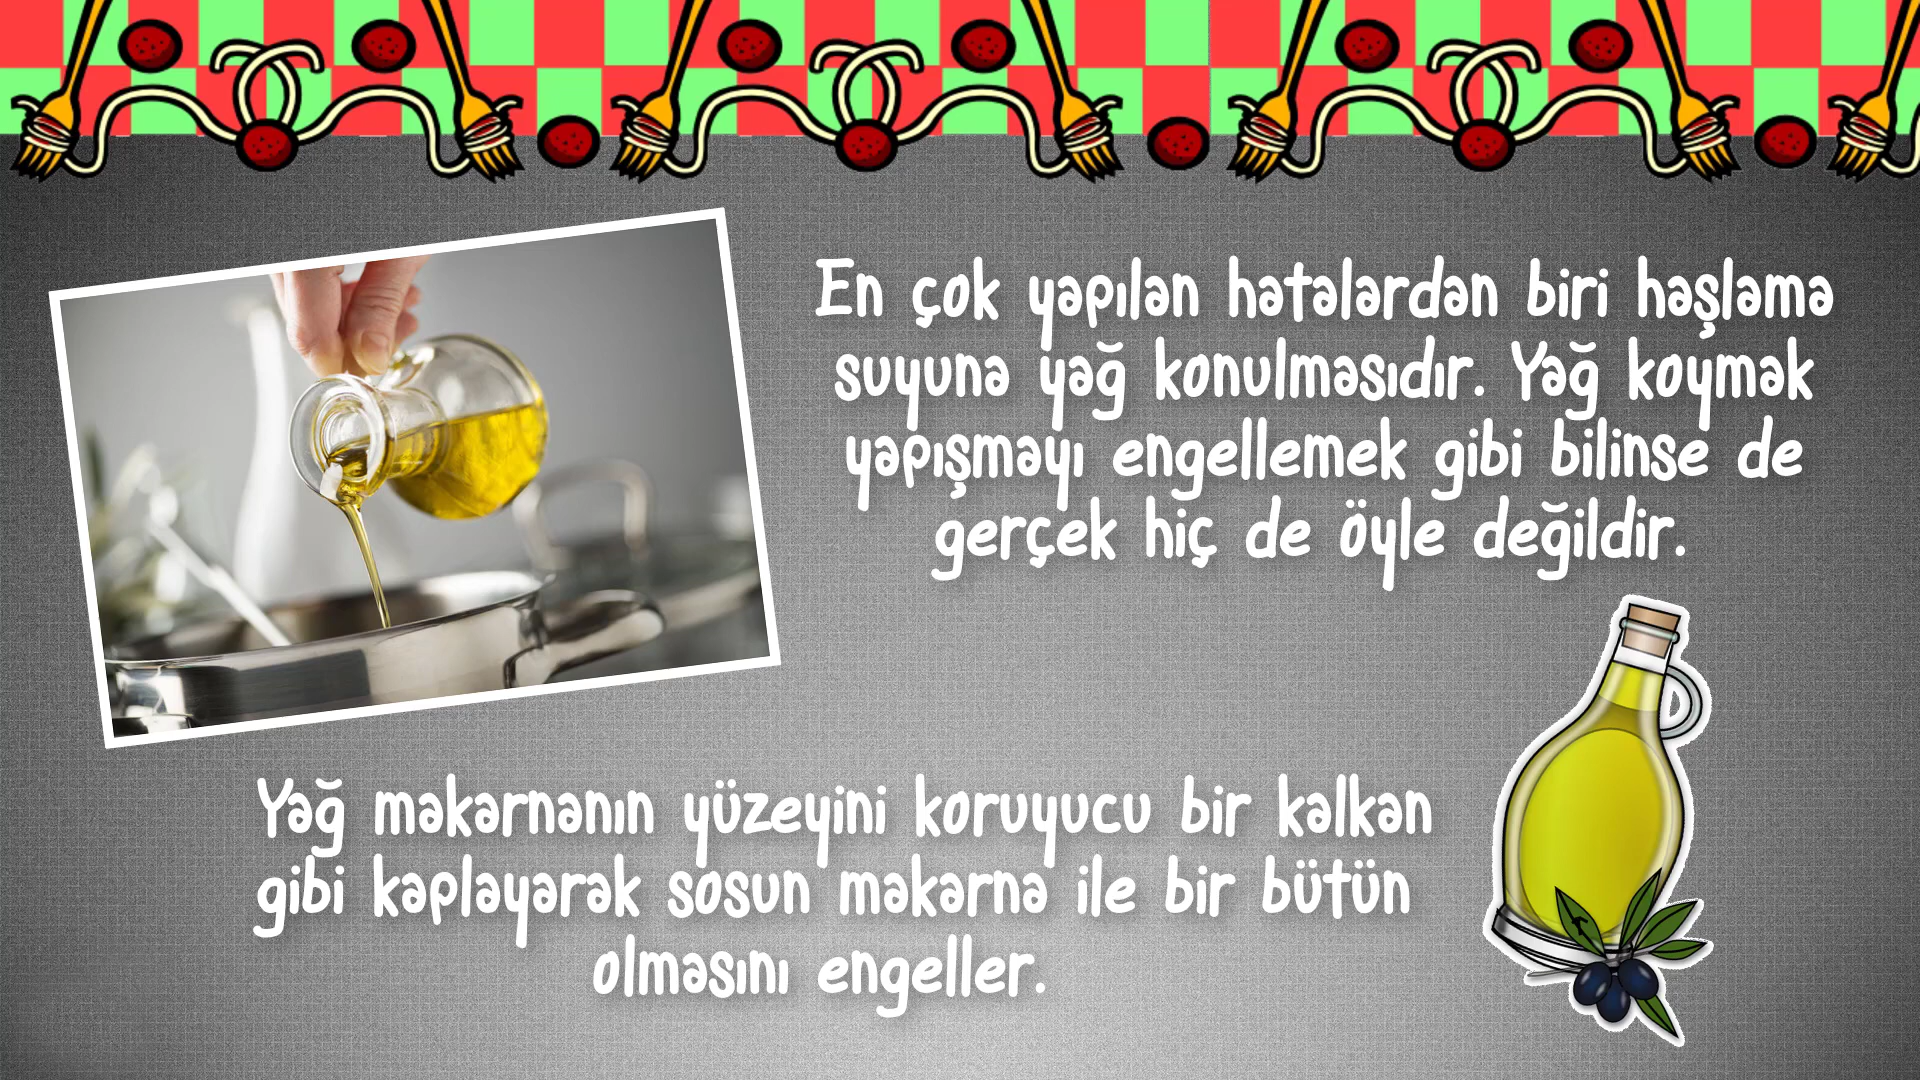 En çok yapılan hatalardan biri haşlama
suyuna yağ konulmasıdır. Yağ koymak
yapışmayı engellemek gibi bilinse de
gerçek hiç de öyle değildir.
Yağ makarnanın yüzeyini koruyucu bir kalkan
gibi kaplayarak sosun makarna ile bir bütün
olmasını engeller.